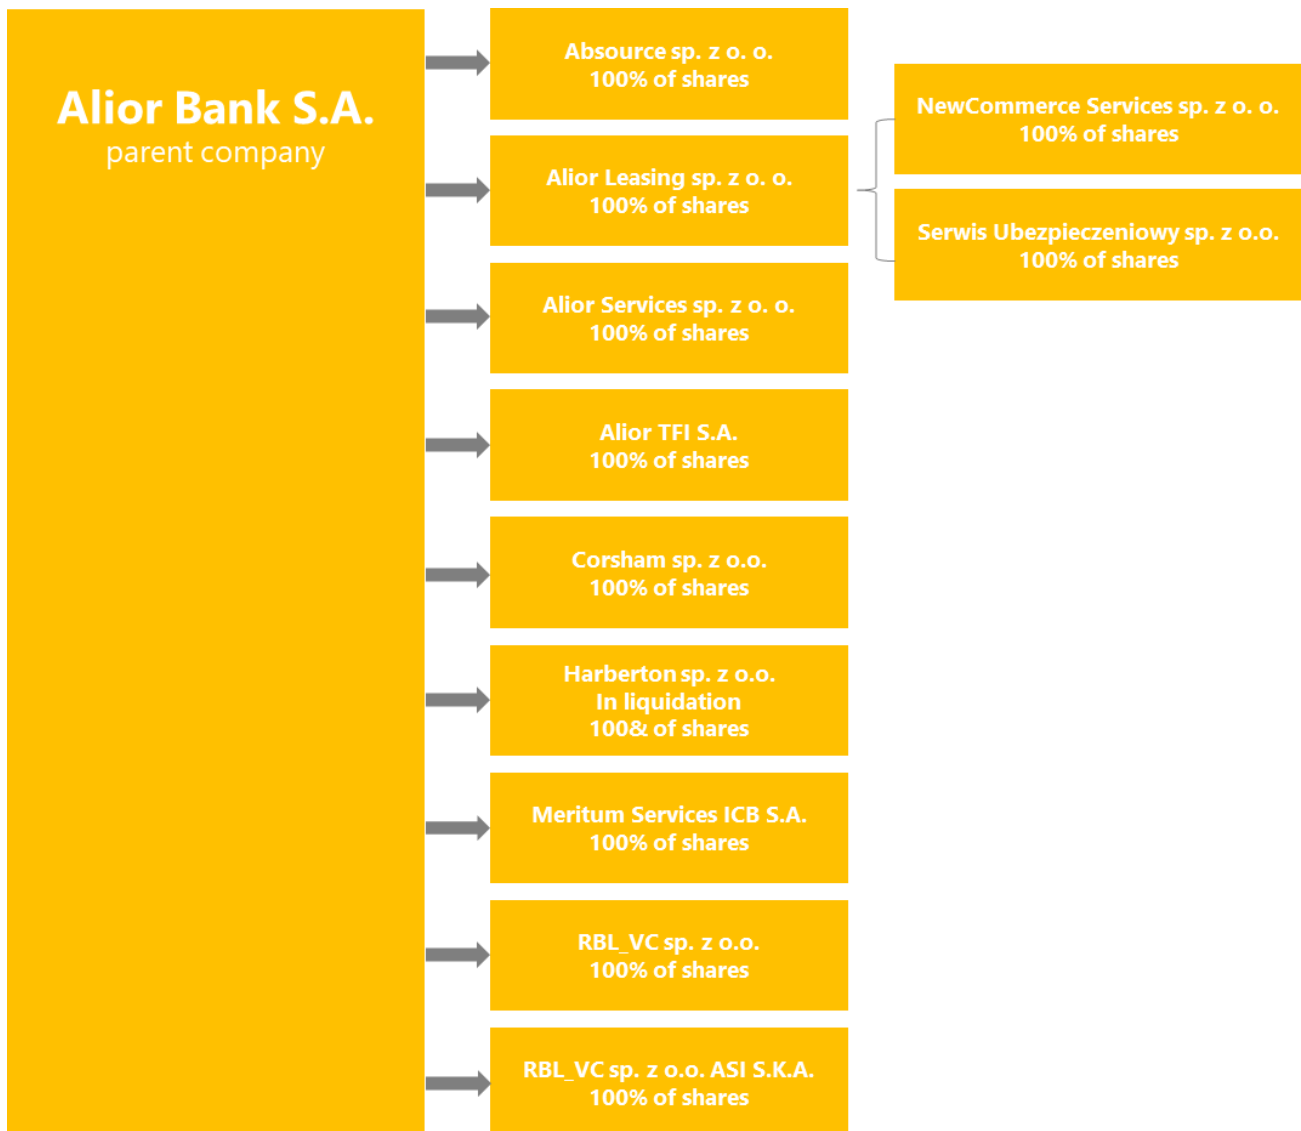 Alior Bank S.A.
parent company
Absource sp. z o. o.
100% of shares
Alior Leasing sp. z o. o.
100% of shares
NewCommerce Services sp. z o. o.
100% of shares
Serwis Ubezpieczeniowy sp. z o.o.
100% of shares
Alior Services sp. z o. o.
100% of shares
Alior TFI S.A.
100% of shares
Corsham sp. z o.o.
100% of shares
Harberton sp. z o.o.
In liquidation
100& of shares
Meritum Services ICB S.A.
100% of shares
RBL_VC sp. z o.o.
100% of shares
RBL_VC sp. z o.o. ASI S.K.A.
100% of shares